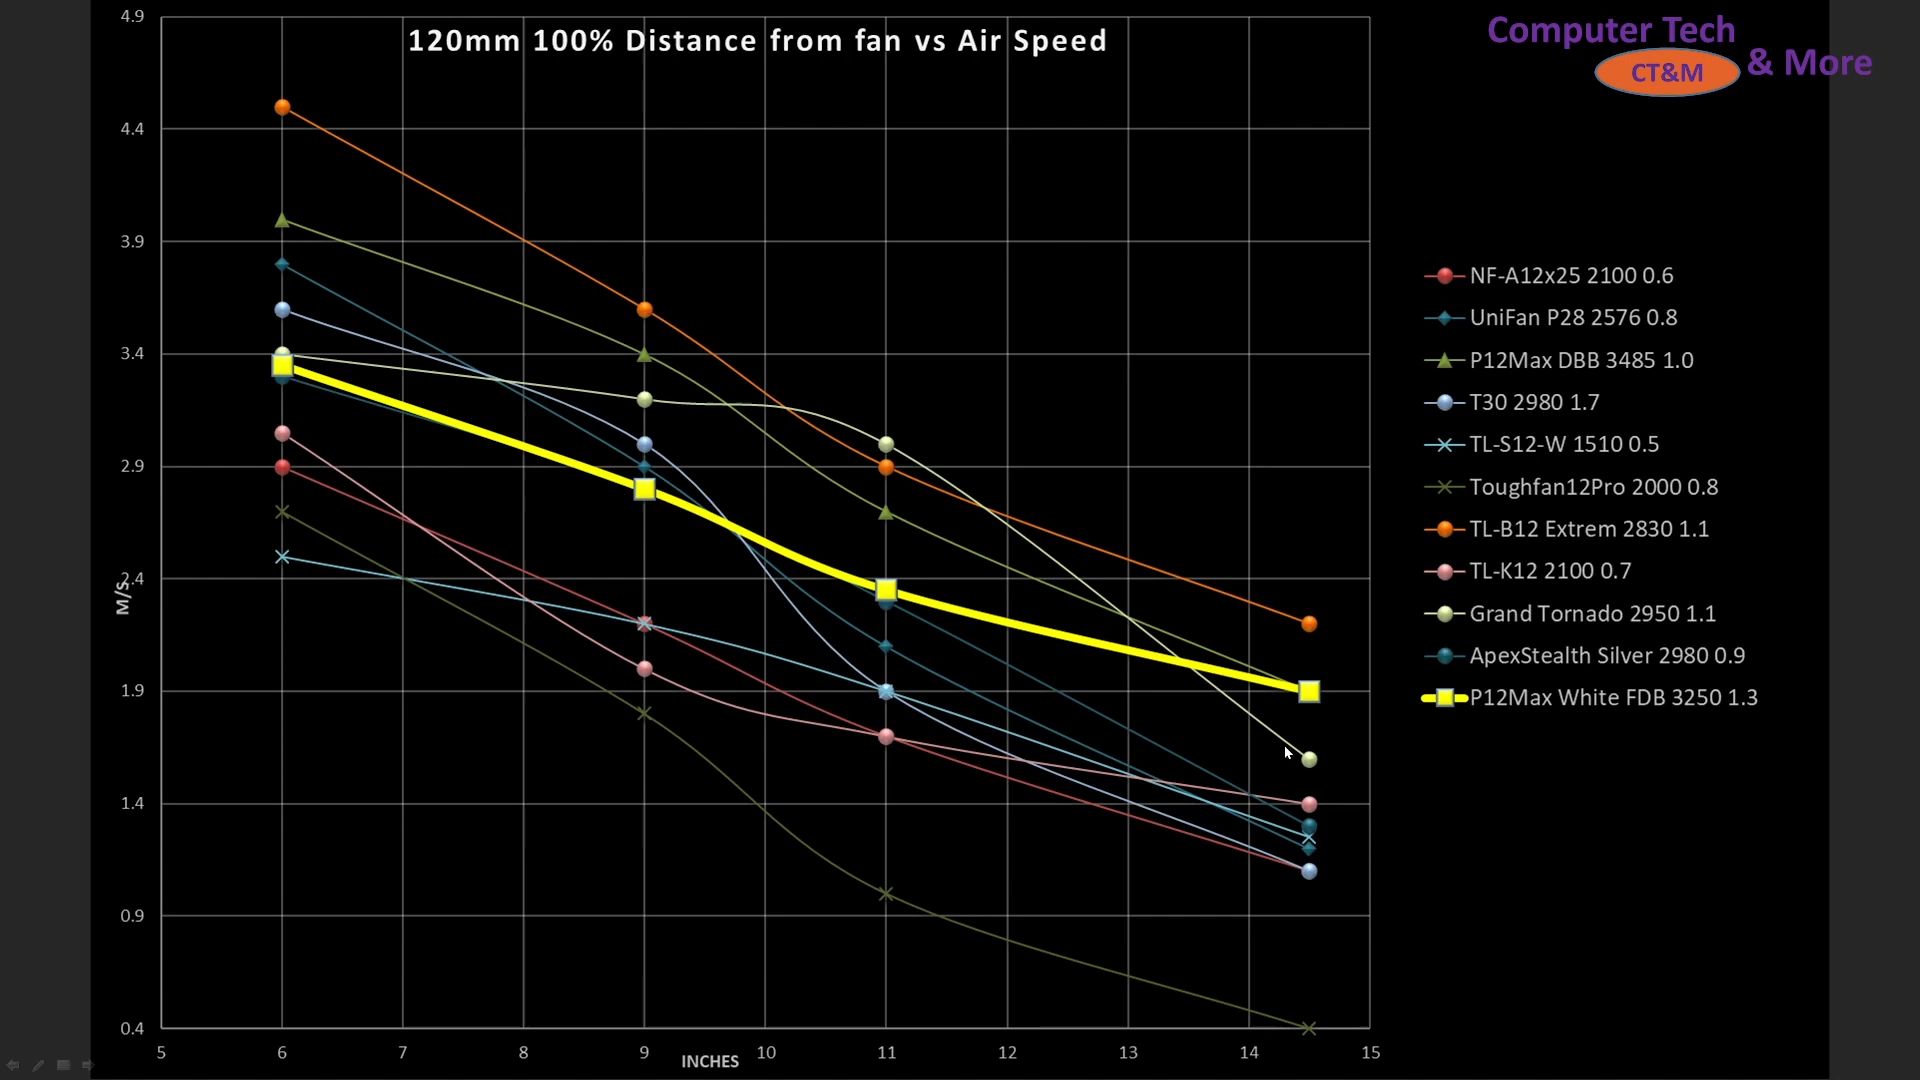 120mm 100% Distance from fan vs Air Speed
Computer Tech
& More
CT&M
4.9
4.4
3.9
3.4
2.9
2.4
1.9
1.4
0.9
0.4
M/S
5 6 7 8 9 10 11 12 13 14 15
INCHES
NF-A12x25 2100 0.6
UniFan P28 2576 0.8
P12Max DBB 3485 1.0
T30 2980 1.7
TL-S12-W 1510 0.5
Toughfan12Pro 2000 0.8
TL-B12 Extrem 2830 1.1
TL-K12 2100 0.7
Grand Tornado 2950 1.1
ApexStealth Silver 2980 0.9
P12Max White FDB 3250 1.3